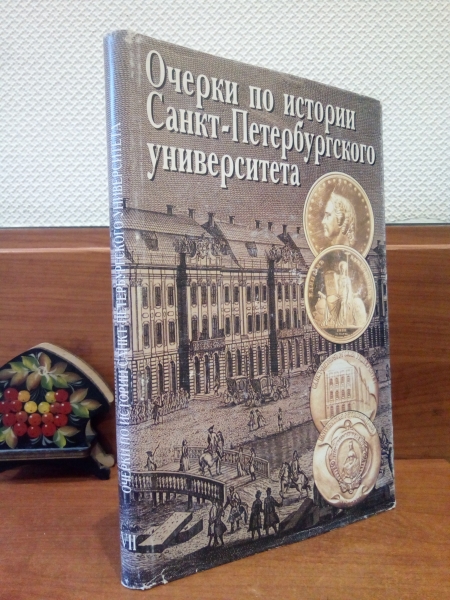 Очерки по истории
Санкт-Петербургского
университета
ОЧЕРКИ ПО ИСТОРИИ САНКТ-ПЕТЕРБУРГСКОГО УНИВЕРСИТЕТА
VII